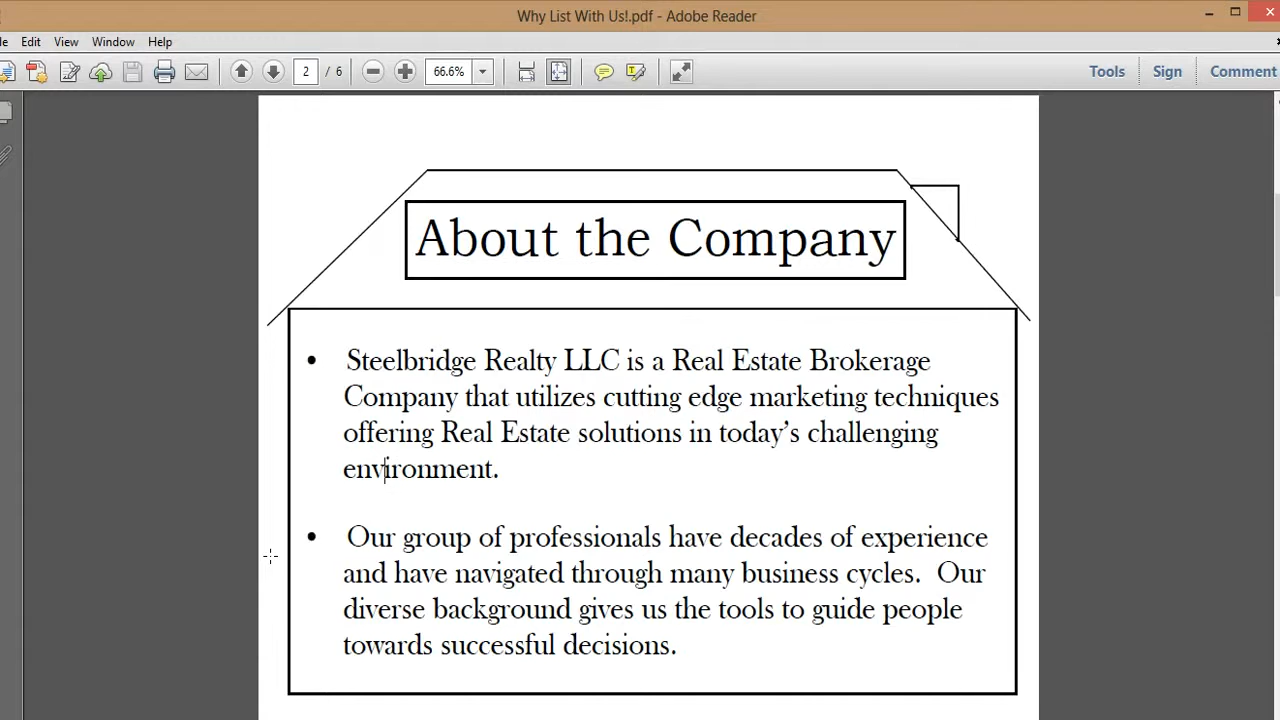 Why List With Us!.pdf - Adobe Reader
Edit View Window Help
2 / 6 66.6% Tools Sign Comment
About the Company
• Steelbridge Realty LLC is a Real Estate Brokerage
Company that utilizes cutting edge marketing techniques
offering Real Estate solutions in today’s challenging
environment.
• Our group of professionals have decades of experience
and have navigated through many business cycles.  Our
diverse background gives us the tools to guide people
towards successful decisions.